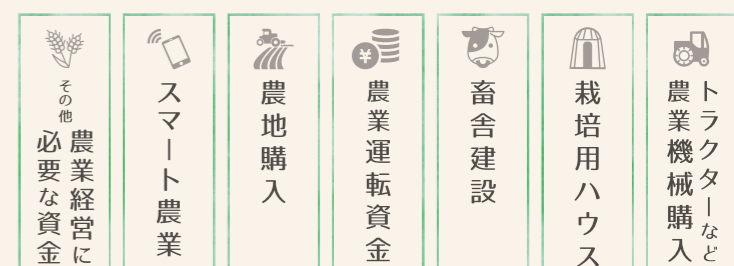 トラクターなど
農業機械購入
栽培用ハウス
畜舎建設
農業運転資金
農地購入
スマート農業
その他
農業経営に
必要な資金